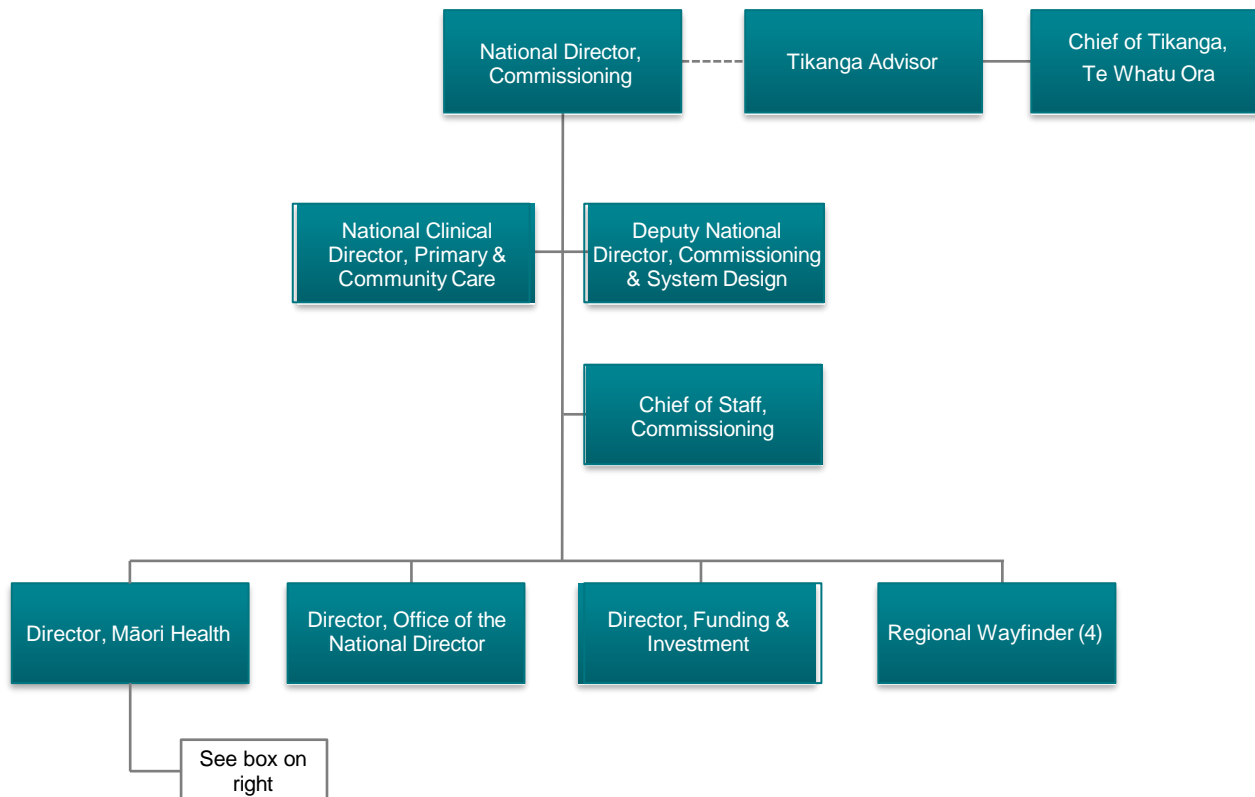 National Director,
Commissioning
Tikanga Advisor
Chief of Tikanga,
Te Whatu Ora
National Clinical
Director, Primary &
Community Care
Deputy National
Director, Commissioning
& System Design
Chief of Staff,
Commissioning
Director, Māori Health
Director, Office of the
National Director
Director, Funding &
Investment
Regional Wayfinder (4)
See box on
right